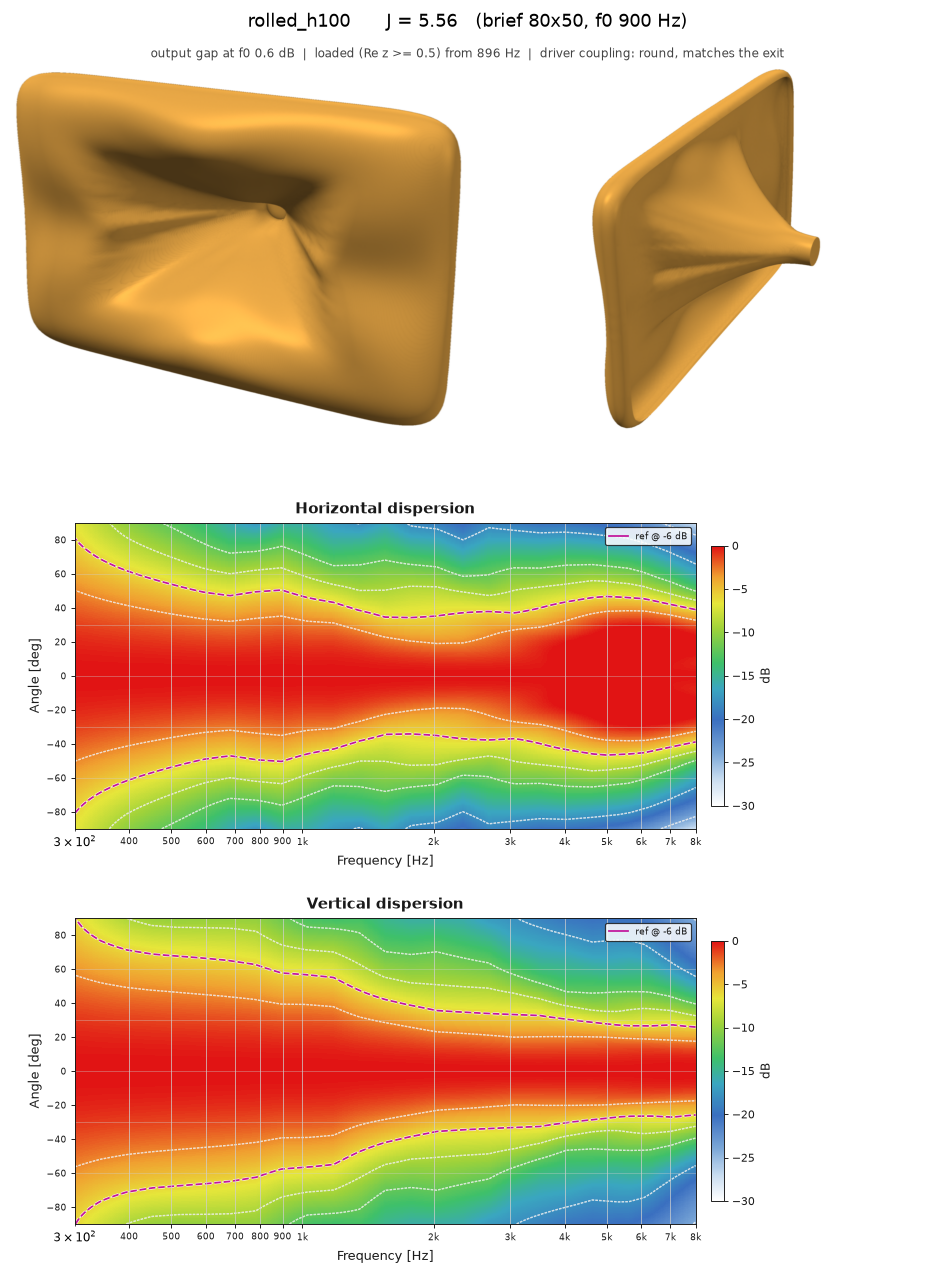 rolled_h100 J = 5.56 (brief 80x50, f0 900 Hz)
output gap at f0 0.6 dB | loaded (Re z >= 0.5) from 896 Hz | driver coupling: round, matches the exit
Horizontal dispersion
ref @ -6 dB
80
60
40
20
0
−20
−40
−60
−80
Angle [deg]
3 × 10²
400
500
600
700
800
900
1k
2k
3k
4k
5k
6k
7k
8k
Frequency [Hz]
0
−5
−10
−15
−20
−25
−30
dB
Vertical dispersion
ref @ -6 dB
80
60
40
20
0
−20
−40
−60
−80
Angle [deg]
3 × 10²
400
500
600
700
800
900
1k
2k
3k
4k
5k
6k
7k
8k
Frequency [Hz]
0
−5
−10
−15
−20
−25
−30
dB